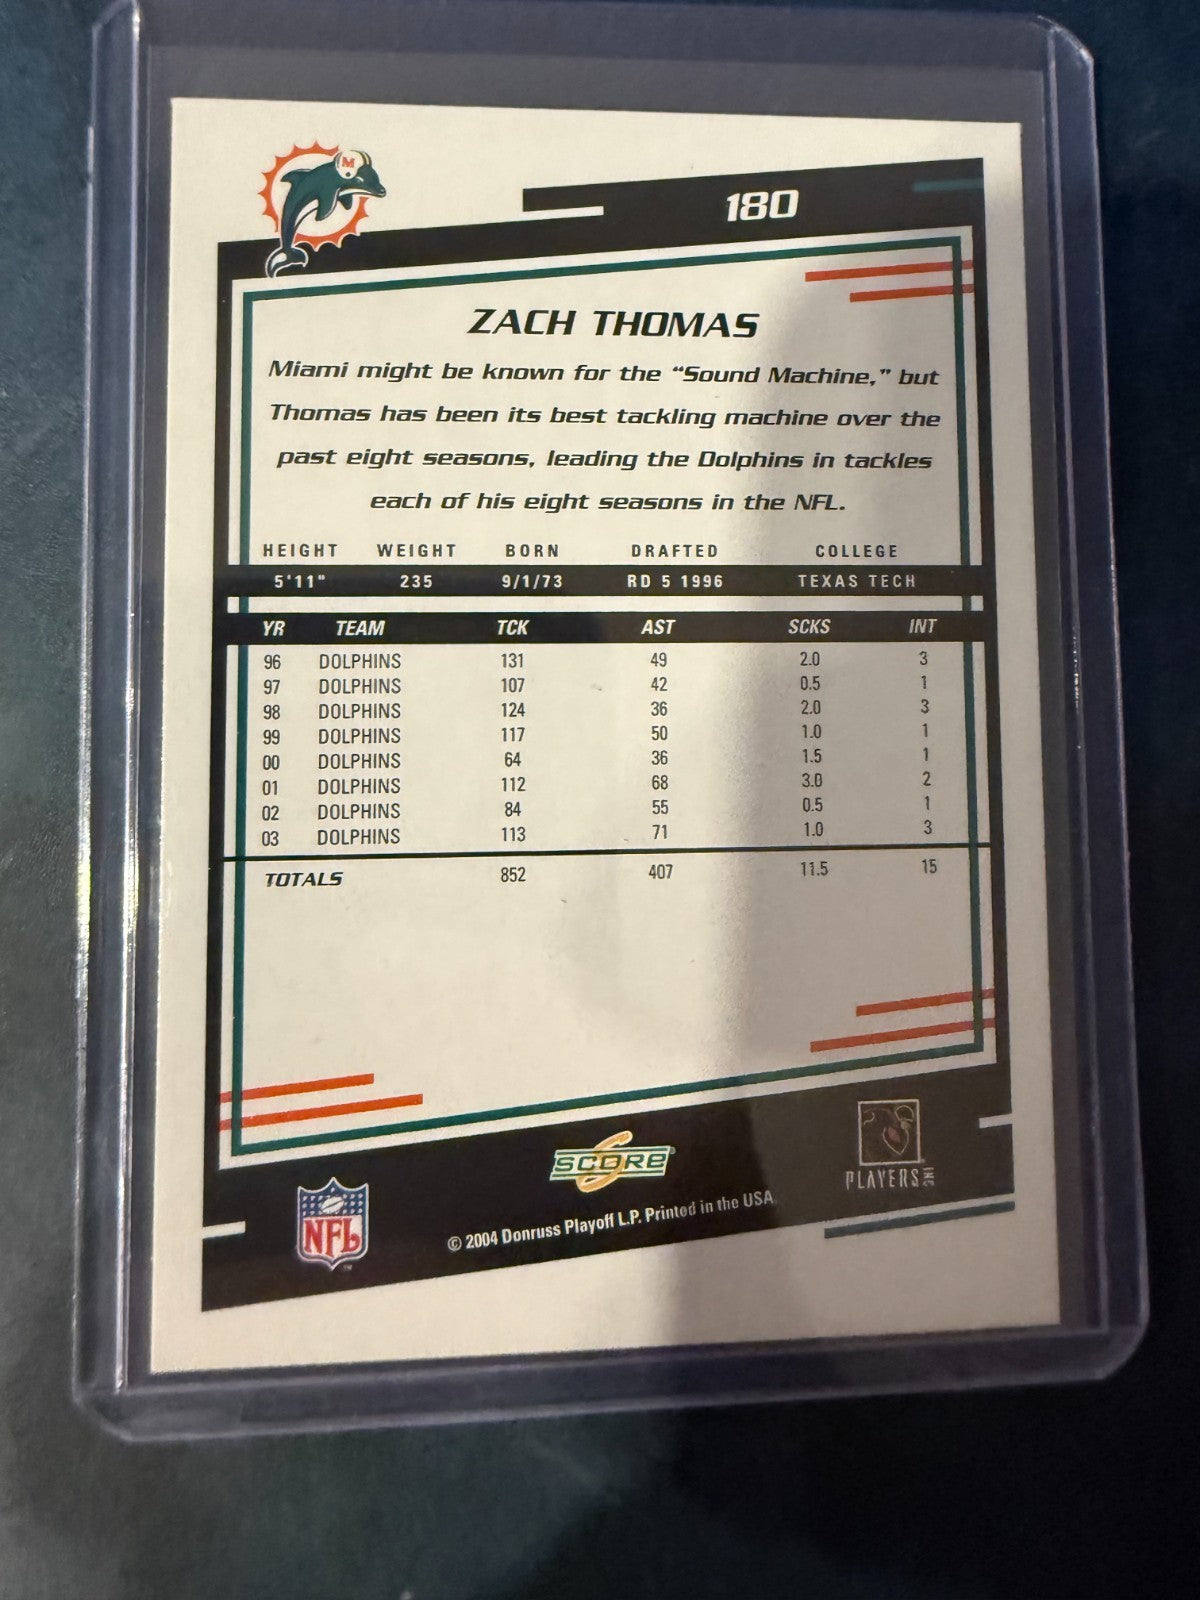 M
180
ZACH THOMAS
Miami might be known for the “Sound Machine,” but
Thomas has been its best tackling machine over the
past eight seasons, leading the Dolphins in tackles
each of his eight seasons in the NFL.
HEIGHT WEIGHT BORN DRAFTED COLLEGE
5'11" 235 9/1/73 RD 5 1996 TEXAS TECH
YR TEAM TCK AST SCKS INT
96 DOLPHINS 131 49 2.0 3
97 DOLPHINS 107 42 0.5 1
98 DOLPHINS 124 36 2.0 3
99 DOLPHINS 117 50 1.0 1
00 DOLPHINS 64 36 1.5 1
01 DOLPHINS 112 68 3.0 2
02 DOLPHINS 84 55 0.5 1
03 DOLPHINS 113 71 1.0 3
TOTALS 852 407 11.5 15
NFL
TM
SCORE
© 2004 Donruss Playoff L.P. Printed in the USA.
PLAYERS INC